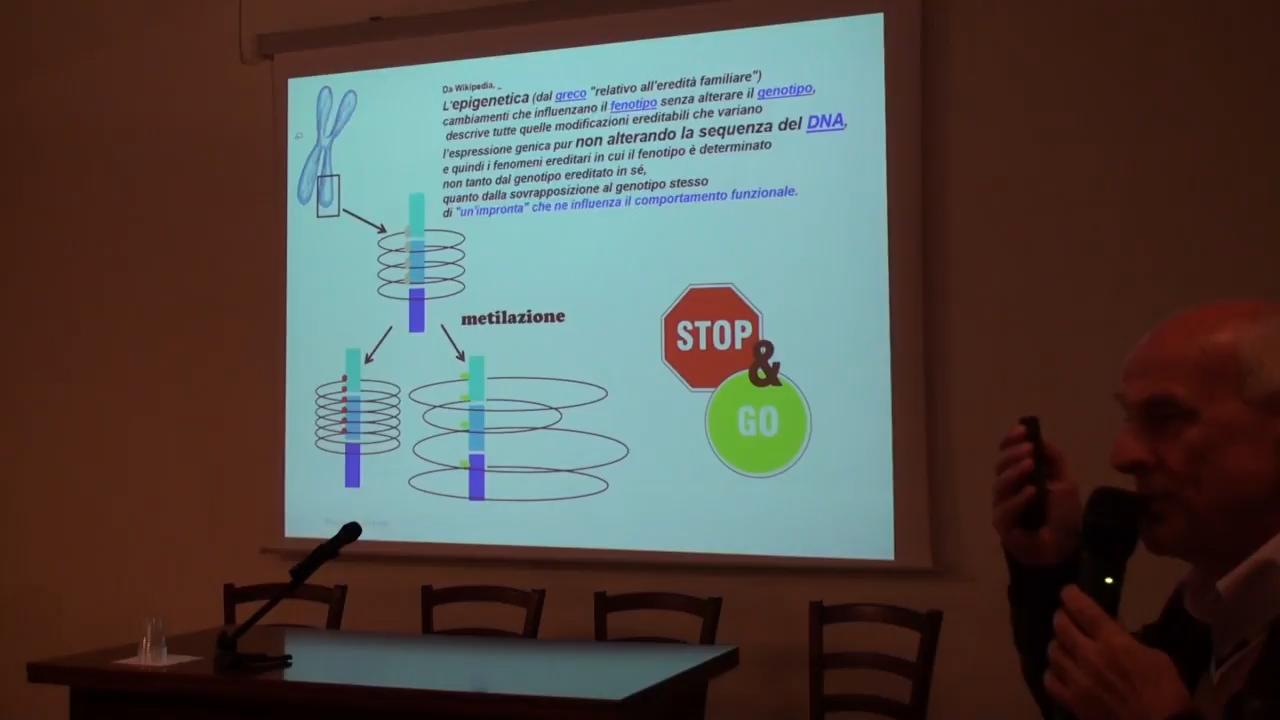 Da Wikipedia, _
L'epigenetica (dal greco "relativo all'eredità familiare")
cambiamenti che influenzano il fenotipo senza alterare il genotipo,
descrive tutte quelle modificazioni ereditabili che variano
l'espressione genica pur non alterando la sequenza del DNA,
e quindi i fenomeni ereditari in cui il fenotipo è determinato
non tanto dal genotipo ereditato in sé,
quanto dalla sovrapposizione al genotipo stesso
di "un'impronta" che ne influenza il comportamento funzionale.
metilazione
STOP
&
GO